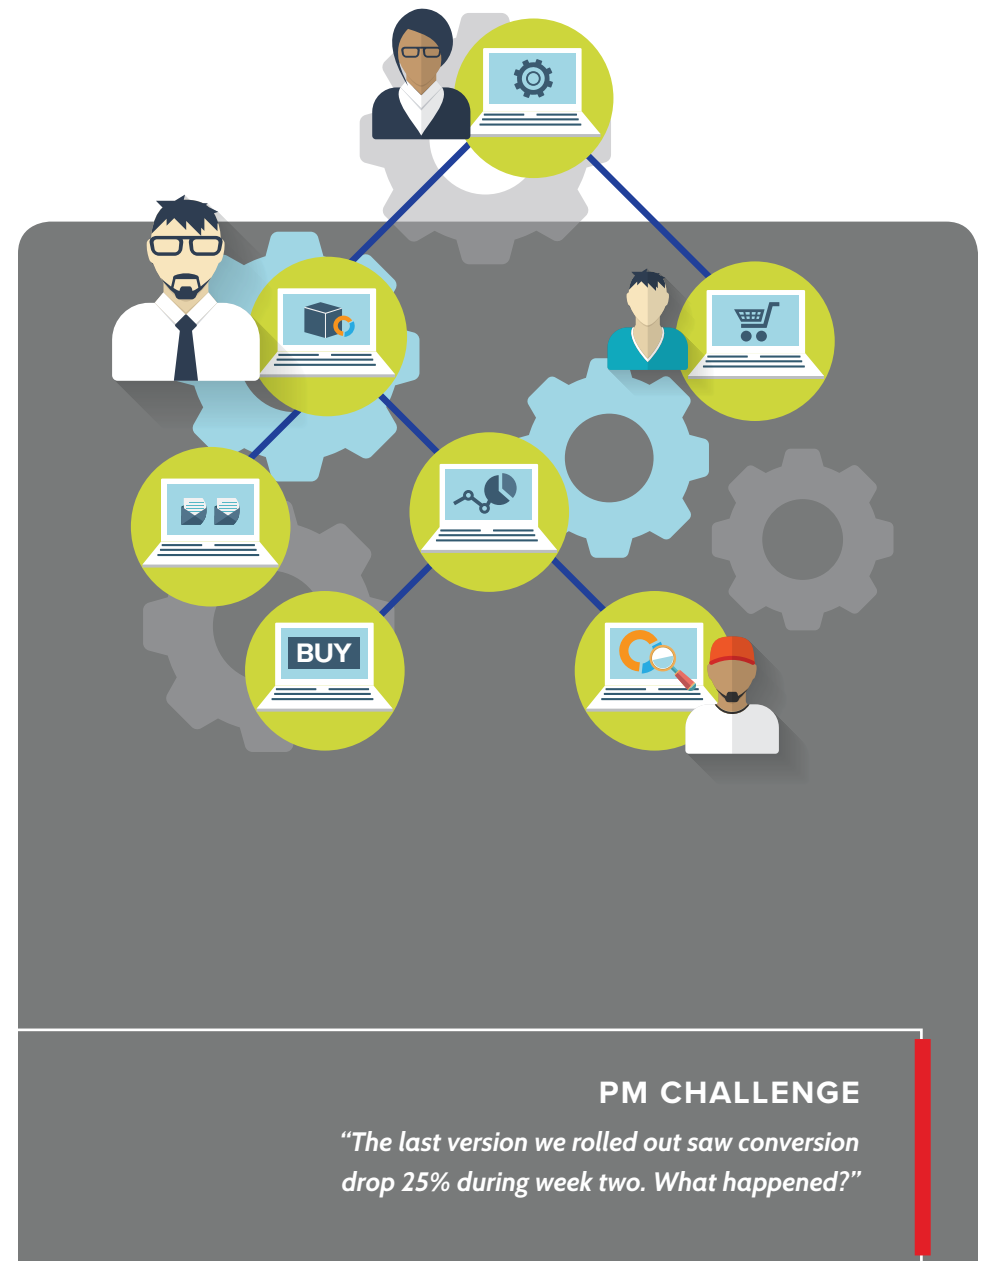 BUY
PM CHALLENGE
“The last version we rolled out saw conversion
drop 25% during week two. What happened?”